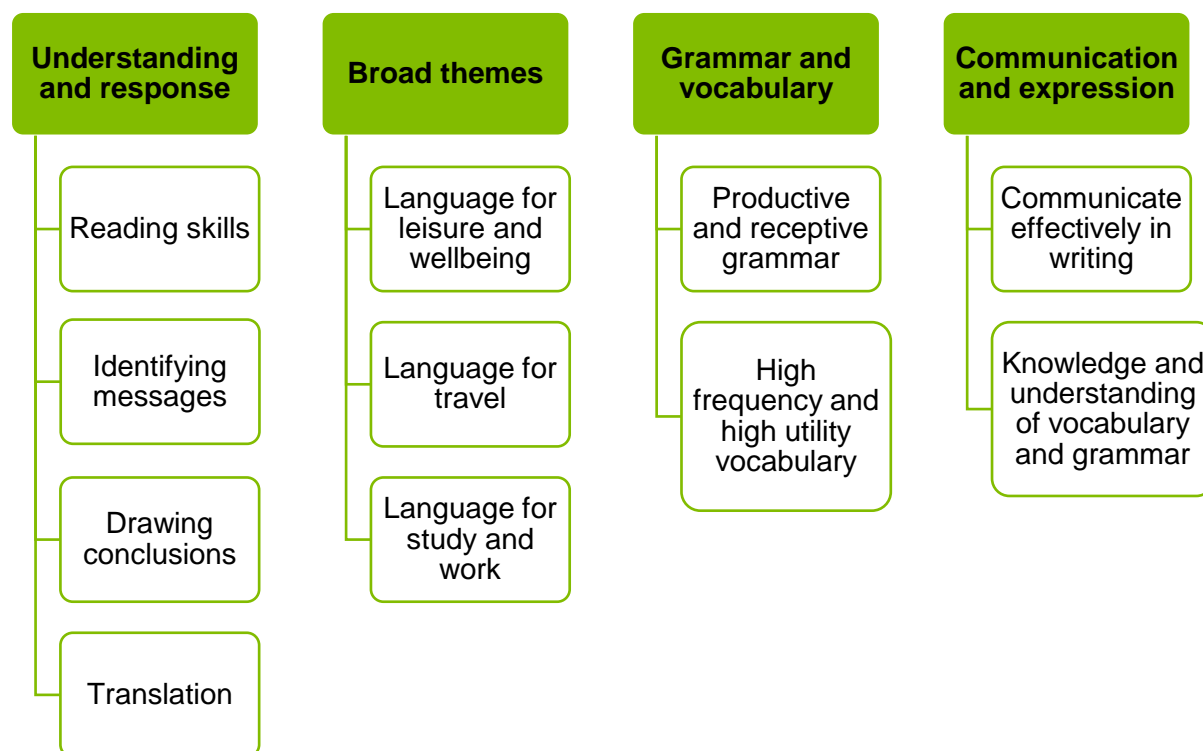 Understanding
and response
Reading skills
Identifying
messages
Drawing
conclusions
Translation
Broad themes
Language for
leisure and
wellbeing
Language for
travel
Language for
study and
work
Grammar and
vocabulary
Productive
and receptive
grammar
High
frequency and
high utility
vocabulary
Communication
and expression
Communicate
effectively in
writing
Knowledge and
understanding
of vocabulary
and grammar